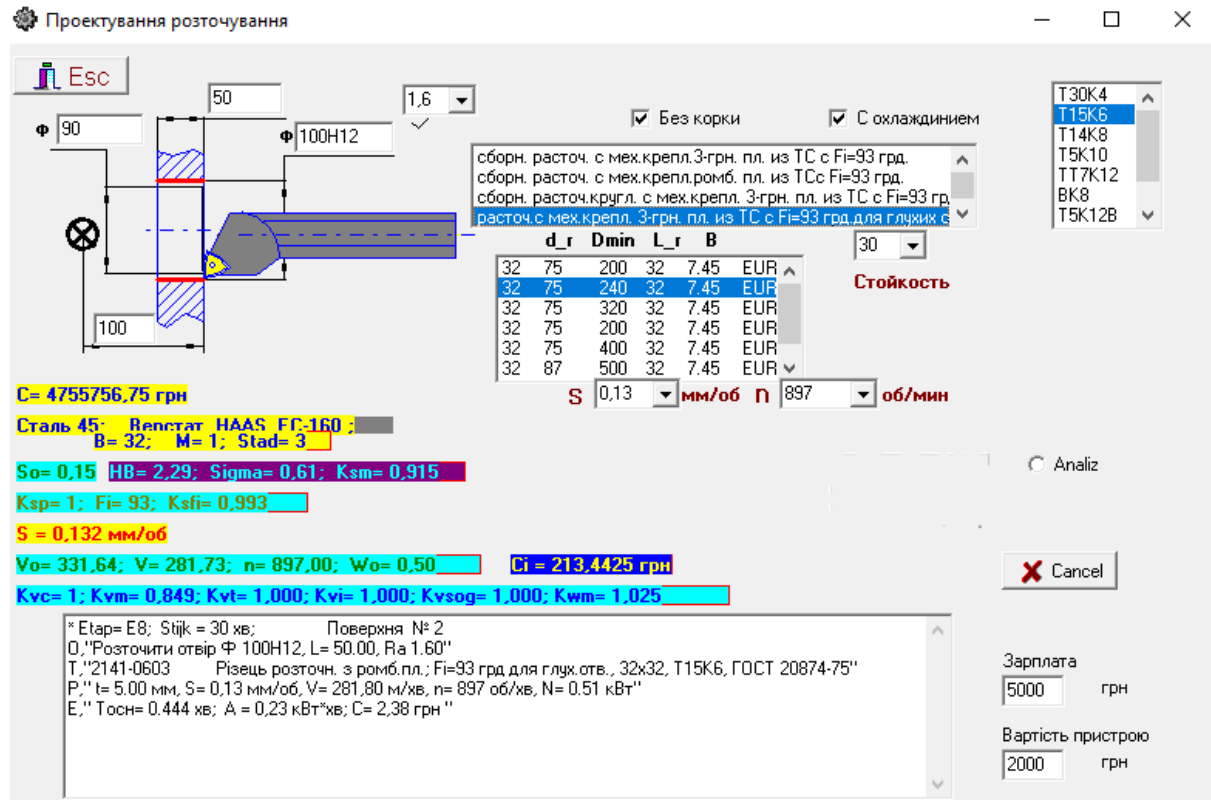 Проектування розточування
Esc
50
1,6
Ф 90
Ф 100H12
Без корки
С охлаждинием
Т30К4
Т15К6
Т14К8
Т5К10
ТТ7К12
ВК8
Т5К12В
сборн. расточ. с мех.крепл.3-грн. пл. из ТС с Fi=93 грд.
сборн. расточ. с мех.крепл.ромб. пл. из ТСс Fi=93 грд.
сборн. расточ.кругл. с мех.крепл. 3-грн. пл. из ТС с Fi=93 гр
расточ.с мех.крепл. 3-грн. пл. из ТС с Fi=93 грд.для глухих с
d_r Dmin L_r B
32 75 200 32 7.45 EUR
32 75 240 32 7.45 EUR
32 75 320 32 7.45 EUR
32 75 200 32 7.45 EUR
32 75 400 32 7.45 EUR
32 87 500 32 7.45 EUR
30
Стойкость
100
S 0,13 мм/об n 897 об/мин
C= 4755756,75 грн
Сталь 45; Верстат HAAS EC-160 ;
B= 32; M= 1; Stad= 3
So= 0,15 HB= 2,29; Sigma= 0,61; Ksm= 0,915
Ksp= 1; Fi= 93; Ksfi= 0,993
S = 0,132 мм/об
Vo= 331,64; V= 281,73; n= 897,00; Wo= 0,50
Ci = 213,4425 грн
Kvc= 1; Kvm= 0,849; Kvt= 1,000; Kvi= 1,000; Kvsog= 1,000; Kwm= 1,025
Analiz
Cancel
* Etap= E8; Stijk = 30 хв; Поверхня № 2
О,"Розточити отвір Ф 100H12, L= 50.00, Ra 1.60"
Т,"2141-0603 Різець розточн. з ромб.пл.; Fi=93 грд для глух.отв., 32x32, Т15К6, ГОСТ 20874-75"
Р," t= 5.00 мм, S= 0,13 мм/об, V= 281,80 м/хв, n= 897 об/хв, N= 0.51 кВт"
Е," Тосн= 0.444 хв; А = 0,23 кВт*хв; С= 2,38 грн "
Зарплата
5000 грн
Вартість пристрою
2000 грн